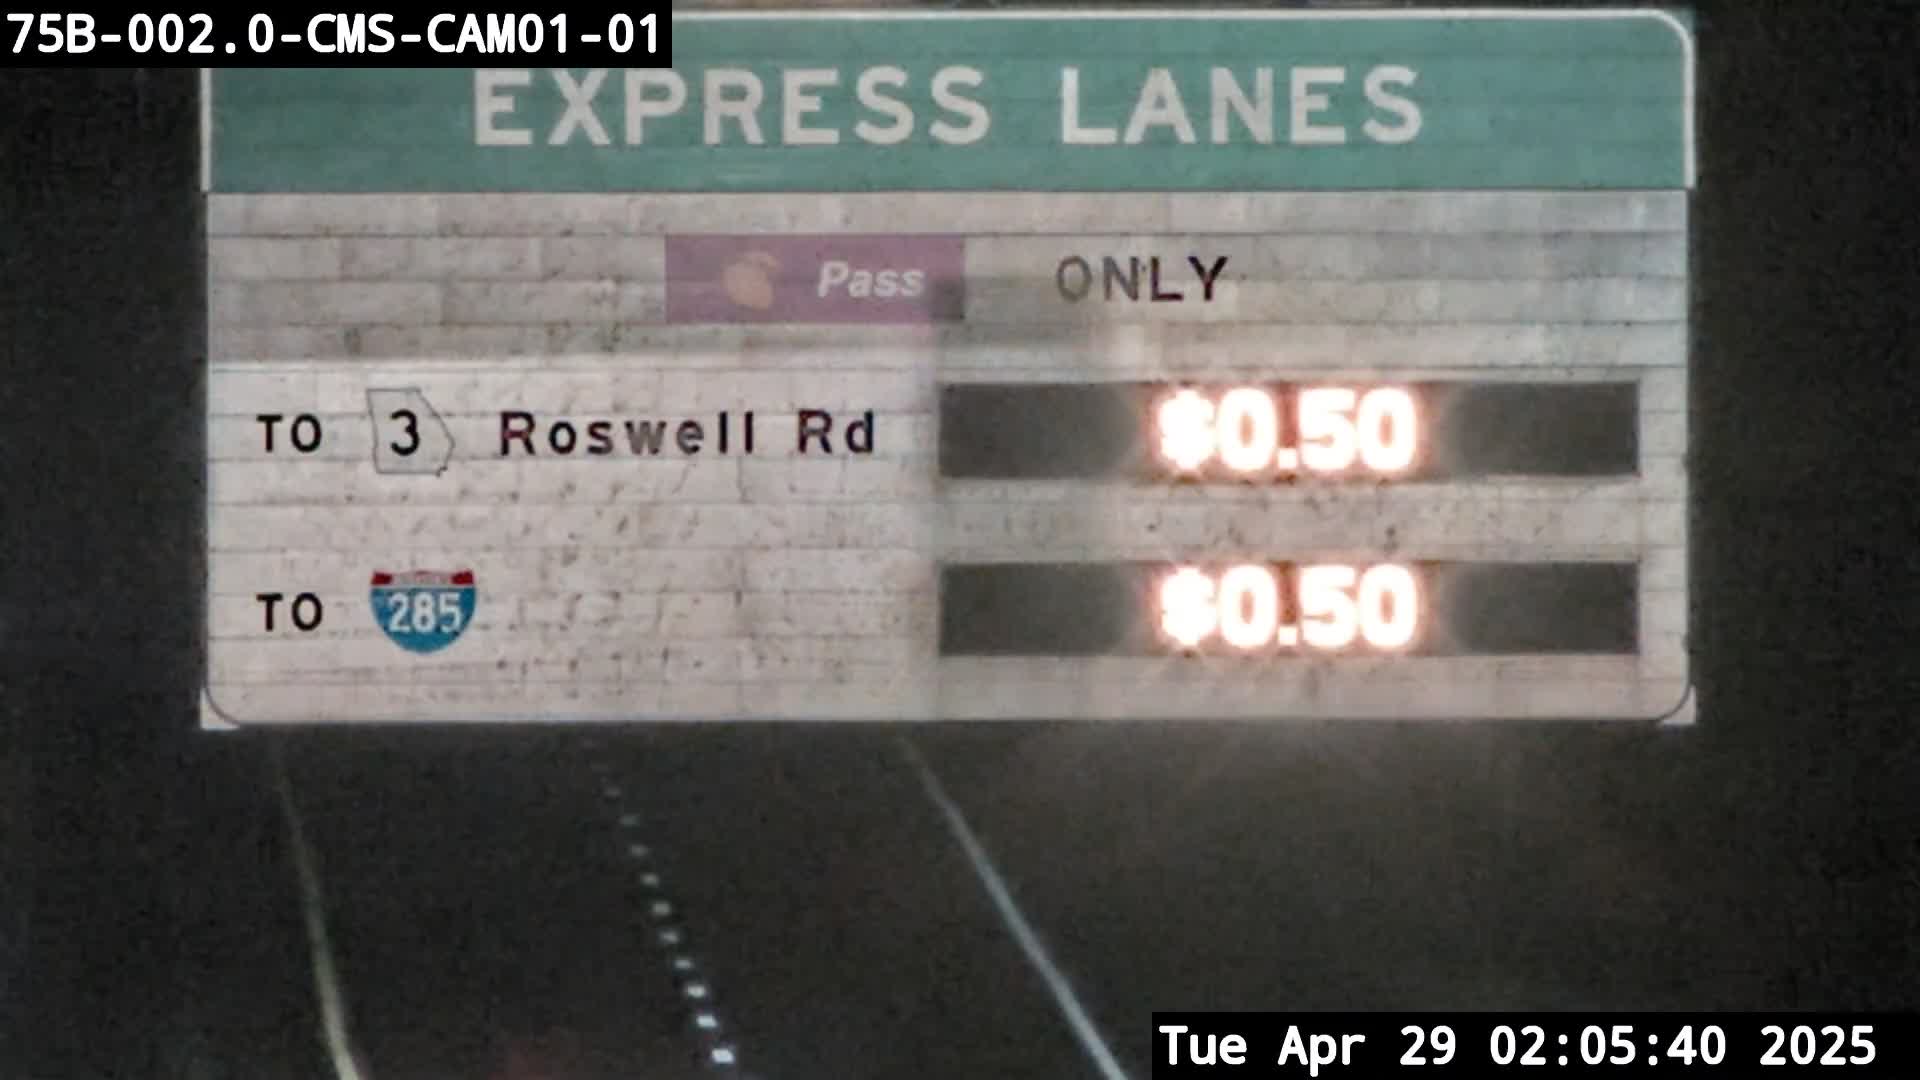 75B-002.0-CMS-CAM01-01
EXPRESS LANES
Pass ONLY
TO 3 Roswell Rd $0.50
TO 285 $0.50
Tue Apr 29 02:05:40 2025